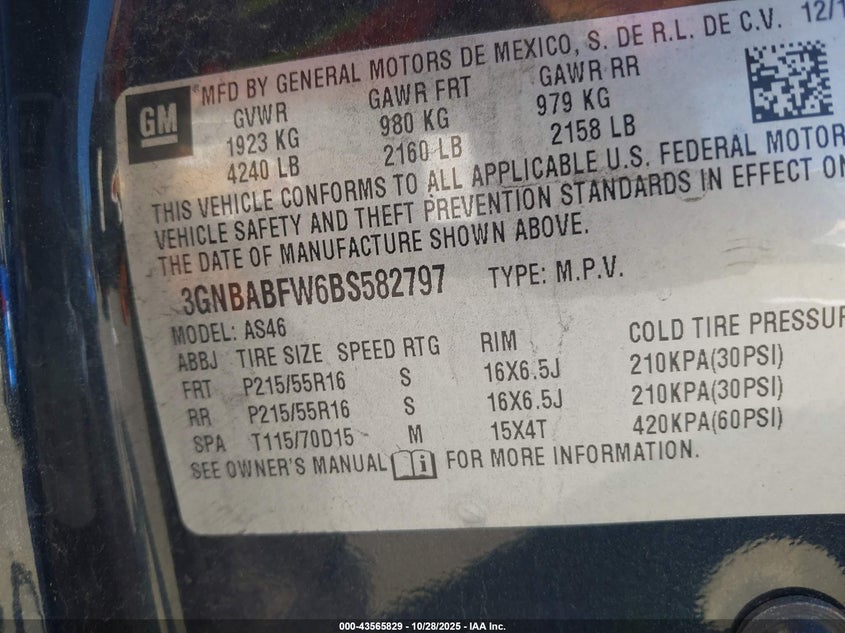 ®MFD BY GENERAL MOTORS DE MEXICO, S. DE R.L. DE C.V. 12/1
GM
GVWR GAWR FRT GAWR RR
1923 KG 980 KG 979 KG
4240 LB 2160 LB 2158 LB
THIS VEHICLE CONFORMS TO ALL APPLICABLE U.S. FEDERAL MOTOR
VEHICLE SAFETY AND THEFT PREVENTION STANDARDS IN EFFECT ON
THE DATE OF MANUFACTURE SHOWN ABOVE.
3GNBABFW6BS582797 TYPE: M.P.V.
MODEL: AS46
ABBJ TIRE SIZE SPEED RTG RIM COLD TIRE PRESSUR
FRT P215/55R16 S 16X6.5J 210KPA(30PSI)
RR P215/55R16 S 16X6.5J 210KPA(30PSI)
SPA T115/70D15 M 15X4T 420KPA(60PSI)
SEE OWNER'S MANUAL FOR MORE INFORMATION.
000-43565829 - 10/28/2025 - IAA Inc.